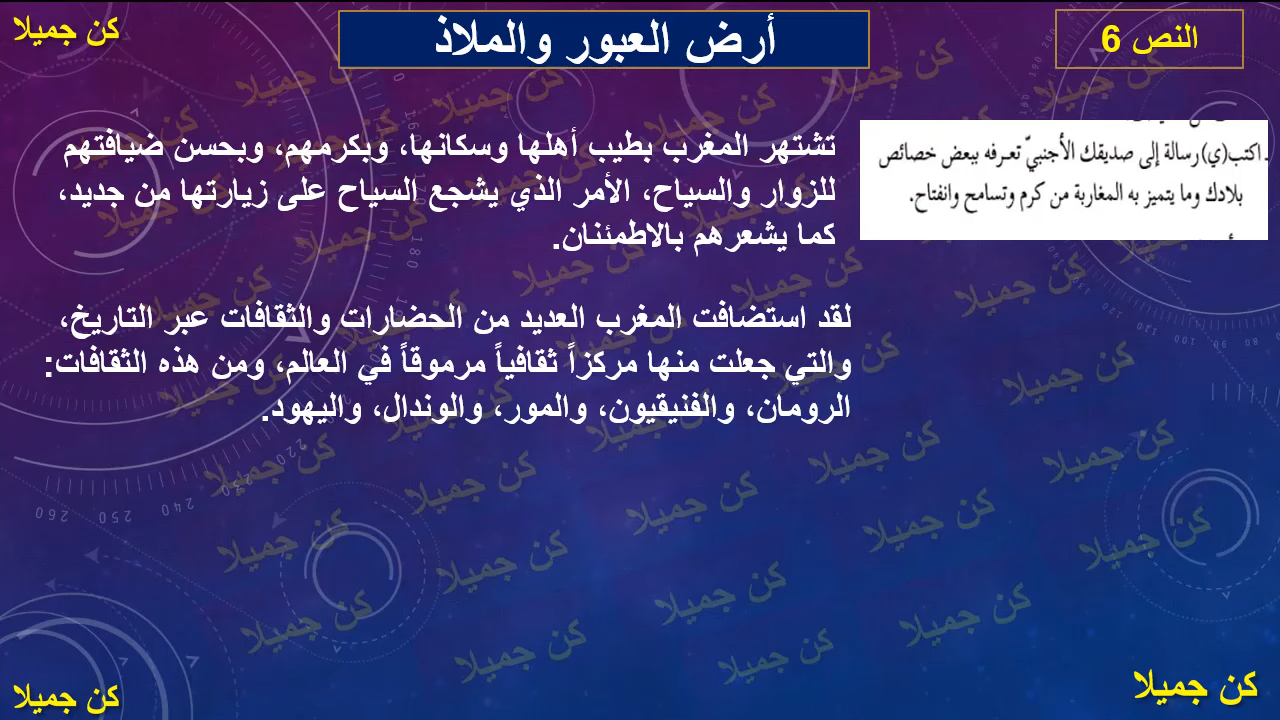 كن جميلا
أرض العبور والملاذ
النص 6
اكتب(ي) رسالة إلى صديقك الأجنبيّ تعرفه ببعض خصائص
بلادك وما يتميز به المغاربة من كرم وتسامح وانفتاح.
تشتهر المغرب بطيب أهلها وسكانها، وبكرمهم، وبحسن ضيافتهم
للزوار والسياح، الأمر الذي يشجع السياح على زيارتها من جديد،
كما يشعرهم بالاطمئنان.
لقد استضافت المغرب العديد من الحضارات والثقافات عبر التاريخ،
والتي جعلت منها مركزاً ثقافياً مرموقاً في العالم، ومن هذه الثقافات:
الرومان، والفنيقيون، والمور، والوندال، واليهود.
كن جميلا
كن جميلا